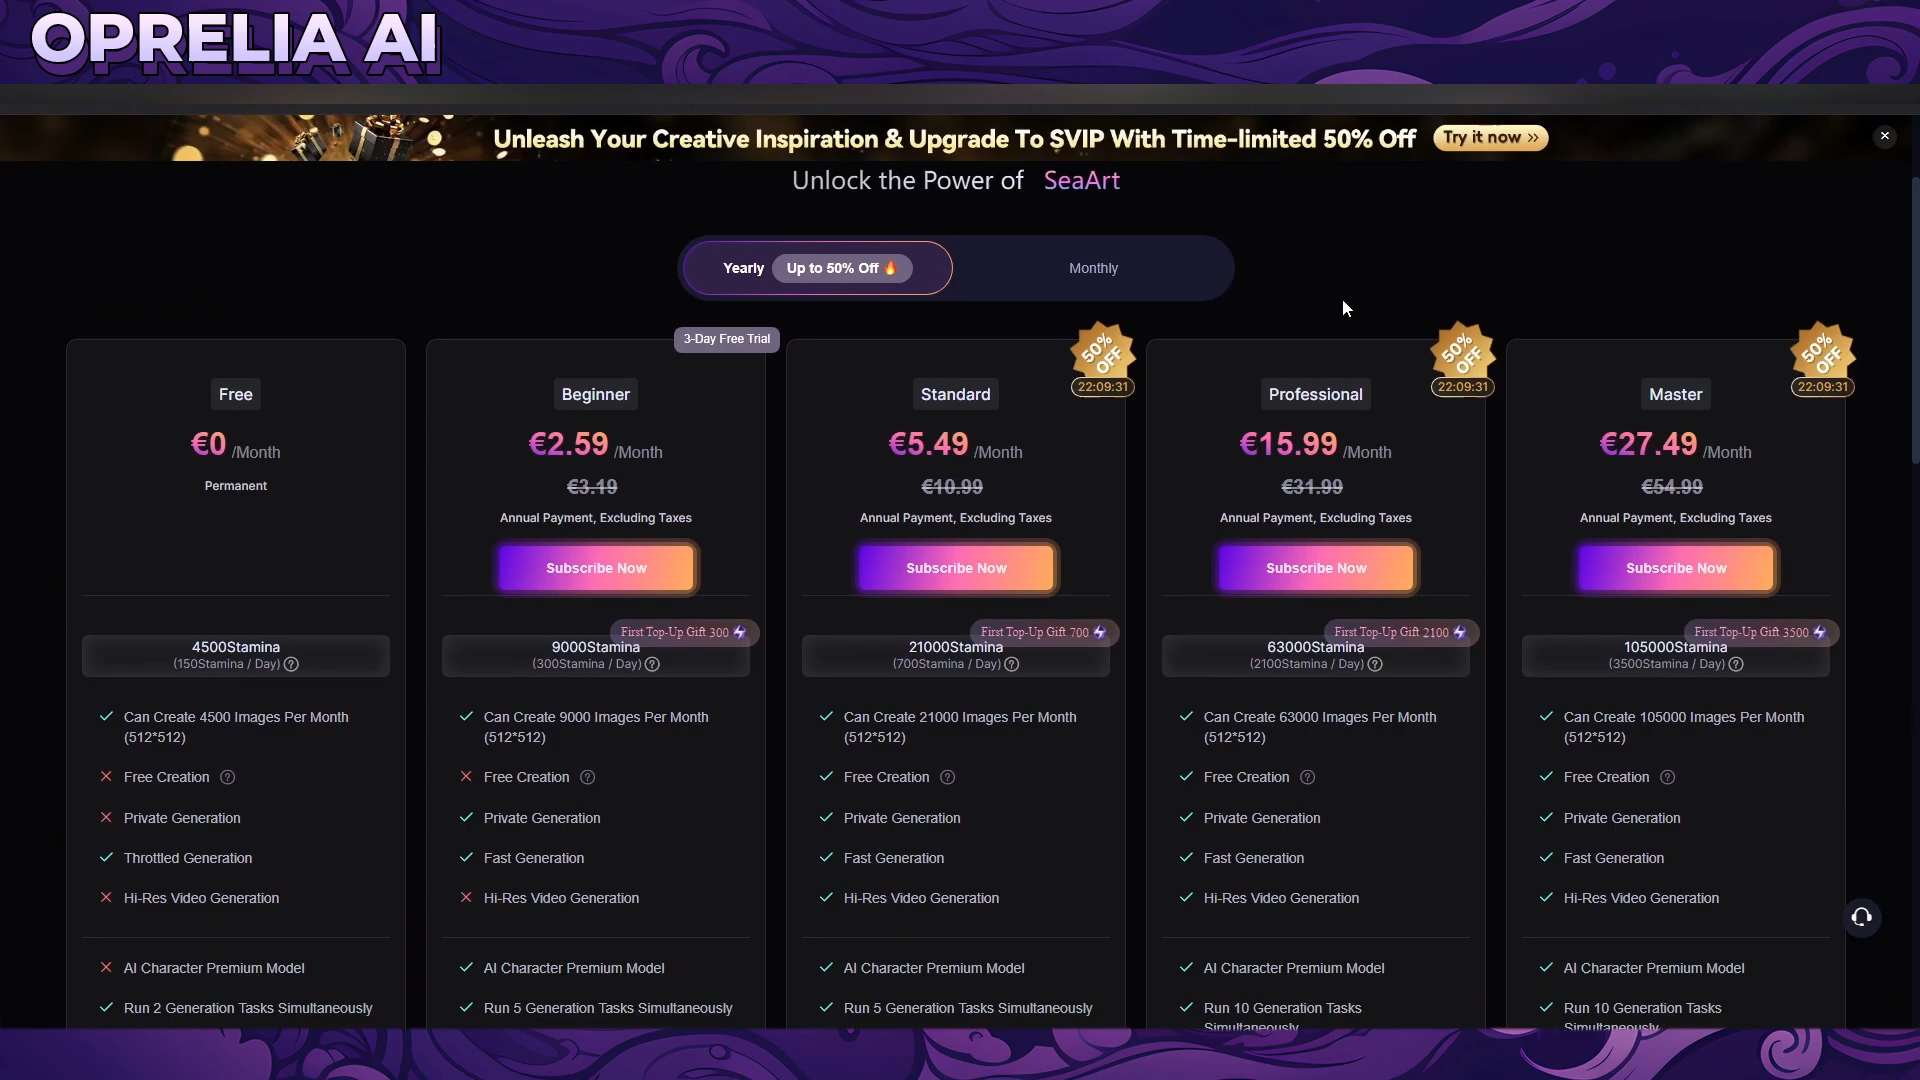 OPRELIA AI
Unleash Your Creative Inspiration & Upgrade To SVIP With Time-limited 50% Off
Try it now »
Unlock the Power of SeaArt
Yearly Up to 50% Off 🔥
Monthly
Free
€0 /Month
Permanent
4500Stamina
(150Stamina / Day)
Can Create 4500 Images Per Month
(512*512)
Free Creation
Private Generation
Throttled Generation
Hi-Res Video Generation
AI Character Premium Model
Run 2 Generation Tasks Simultaneously
3-Day Free Trial
Beginner
€2.59 /Month
€3.19
Annual Payment, Excluding Taxes
Subscribe Now
First Top-Up Gift 300
9000Stamina
(300Stamina / Day)
Can Create 9000 Images Per Month
(512*512)
Free Creation
Private Generation
Fast Generation
Hi-Res Video Generation
AI Character Premium Model
Run 5 Generation Tasks Simultaneously
50%
OFF
22:09:31
Standard
€5.49 /Month
€10.99
Annual Payment, Excluding Taxes
Subscribe Now
First Top-Up Gift 700
21000Stamina
(700Stamina / Day)
Can Create 21000 Images Per Month
(512*512)
Free Creation
Private Generation
Fast Generation
Hi-Res Video Generation
AI Character Premium Model
Run 5 Generation Tasks Simultaneously
50%
OFF
22:09:31
Professional
€15.99 /Month
€31.99
Annual Payment, Excluding Taxes
Subscribe Now
First Top-Up Gift 2100
63000Stamina
(2100Stamina / Day)
Can Create 63000 Images Per Month
(512*512)
Free Creation
Private Generation
Fast Generation
Hi-Res Video Generation
AI Character Premium Model
Run 10 Generation Tasks
Simultaneously
50%
OFF
22:09:31
Master
€27.49 /Month
€54.99
Annual Payment, Excluding Taxes
Subscribe Now
First Top-Up Gift 3500
105000Stamina
(3500Stamina / Day)
Can Create 105000 Images Per Month
(512*512)
Free Creation
Private Generation
Fast Generation
Hi-Res Video Generation
AI Character Premium Model
Run 10 Generation Tasks
Simultaneously